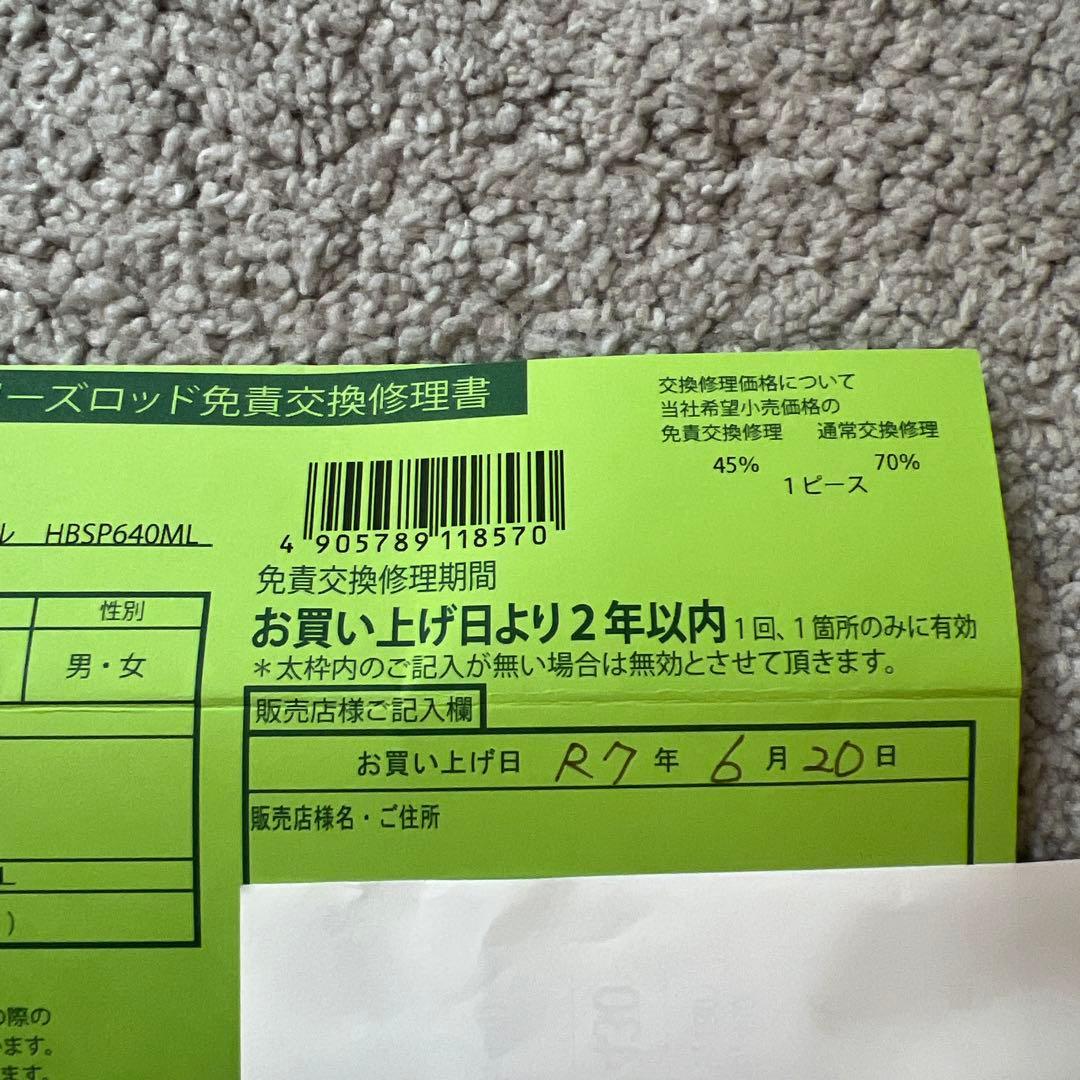 ーズロッド免責交換修理書
交換修理価格について
当社希望小売価格の
免責交換修理 通常交換修理
45% 70%
1ピース
ル HBSP640ML
4 905789 118570
免責交換修理期間
お買い上げ日より2年以内 1回、1箇所のみに有効
*太枠内のご記入が無い場合は無効とさせて頂きます。
性別
男・女
販売店様ご記入欄
お買い上げ日 R7年 6月20日
販売店様名・ご住所
L
)
の際の
います。
ます。